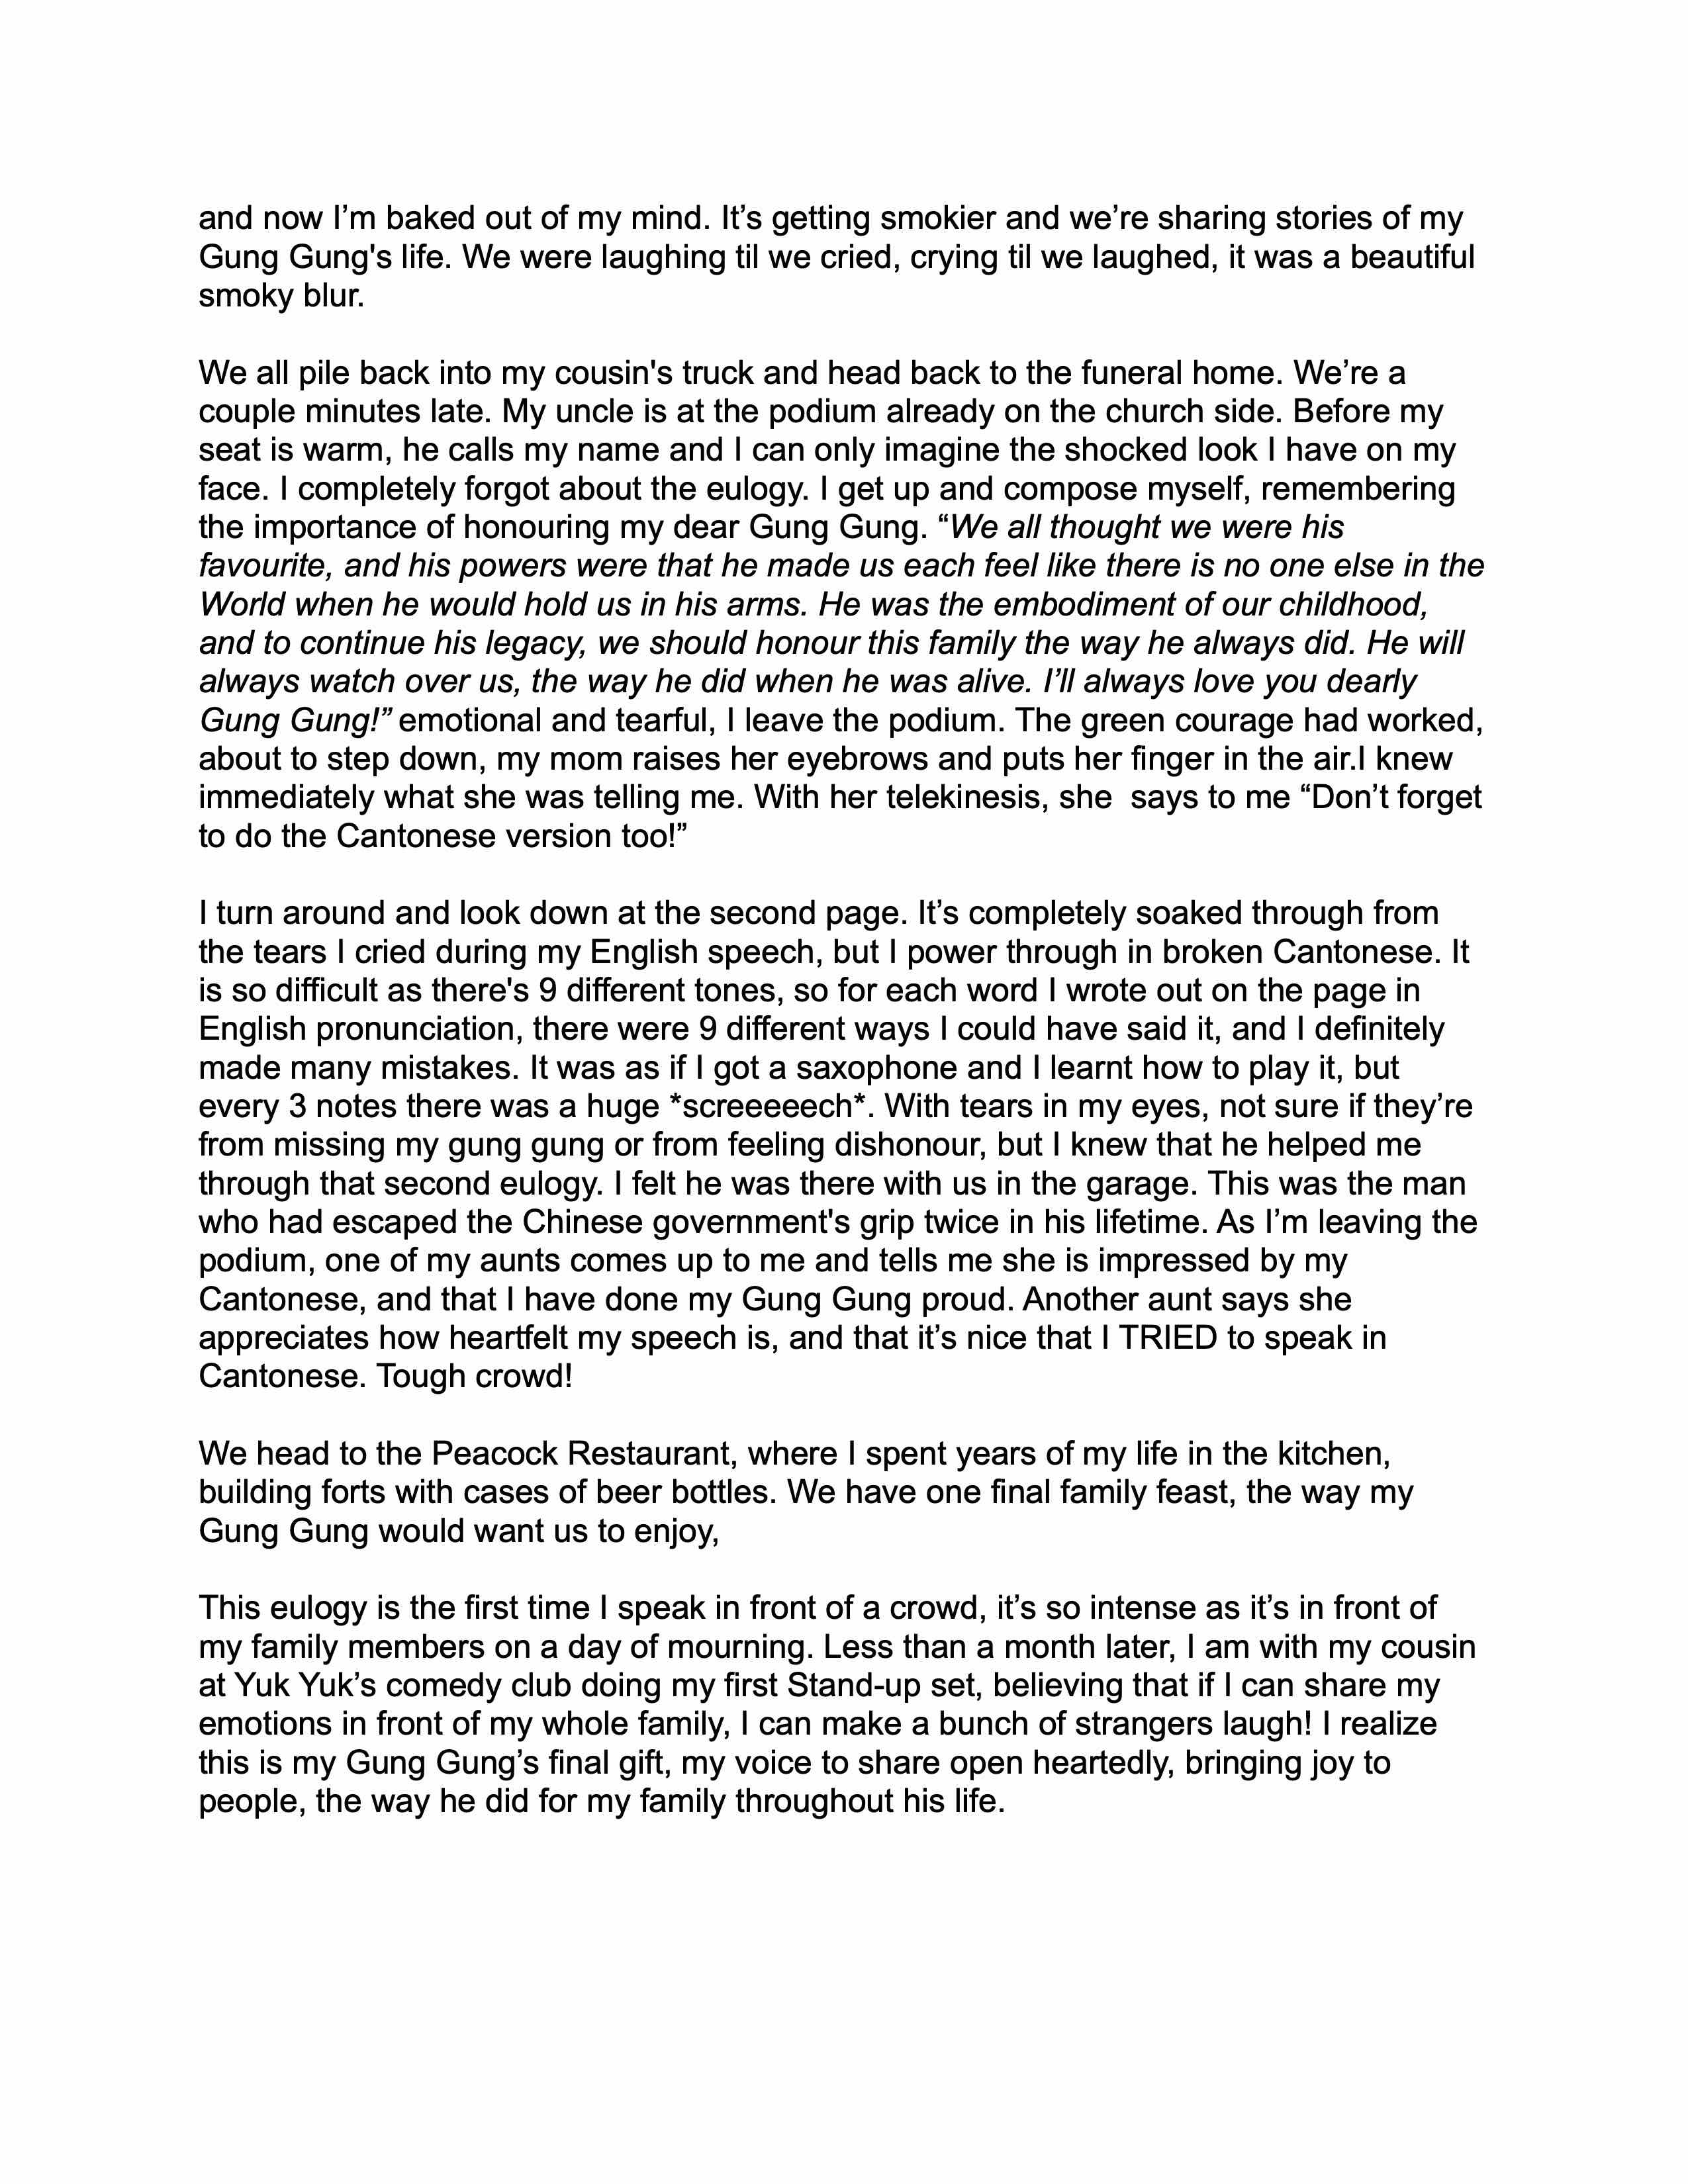 and now I’m baked out of my mind. It’s getting smokier and we’re sharing stories of my
Gung Gung's life. We were laughing til we cried, crying til we laughed, it was a beautiful
smoky blur.
We all pile back into my cousin's truck and head back to the funeral home. We’re a
couple minutes late. My uncle is at the podium already on the church side. Before my
seat is warm, he calls my name and I can only imagine the shocked look I have on my
face. I completely forgot about the eulogy. I get up and compose myself, remembering
the importance of honouring my dear Gung Gung. “We all thought we were his
favourite, and his powers were that he made us each feel like there is no one else in the
World when he would hold us in his arms. He was the embodiment of our childhood,
and to continue his legacy, we should honour this family the way he always did. He will
always watch over us, the way he did when he was alive. I’ll always love you dearly
Gung Gung!” emotional and tearful, I leave the podium. The green courage had worked,
about to step down, my mom raises her eyebrows and puts her finger in the air.I knew
immediately what she was telling me. With her telekinesis, she  says to me “Don’t forget
to do the Cantonese version too!”
I turn around and look down at the second page. It’s completely soaked through from
the tears I cried during my English speech, but I power through in broken Cantonese. It
is so difficult as there's 9 different tones, so for each word I wrote out on the page in
English pronunciation, there were 9 different ways I could have said it, and I definitely
made many mistakes. It was as if I got a saxophone and I learnt how to play it, but
every 3 notes there was a huge *screeeeech*. With tears in my eyes, not sure if they’re
from missing my gung gung or from feeling dishonour, but I knew that he helped me
through that second eulogy. I felt he was there with us in the garage. This was the man
who had escaped the Chinese government's grip twice in his lifetime. As I’m leaving the
podium, one of my aunts comes up to me and tells me she is impressed by my
Cantonese, and that I have done my Gung Gung proud. Another aunt says she
appreciates how heartfelt my speech is, and that it’s nice that I TRIED to speak in
Cantonese. Tough crowd!
We head to the Peacock Restaurant, where I spent years of my life in the kitchen,
building forts with cases of beer bottles. We have one final family feast, the way my
Gung Gung would want us to enjoy,
This eulogy is the first time I speak in front of a crowd, it’s so intense as it’s in front of
my family members on a day of mourning. Less than a month later, I am with my cousin
at Yuk Yuk’s comedy club doing my first Stand-up set, believing that if I can share my
emotions in front of my whole family, I can make a bunch of strangers laugh! I realize
this is my Gung Gung’s final gift, my voice to share open heartedly, bringing joy to
people, the way he did for my family throughout his life.